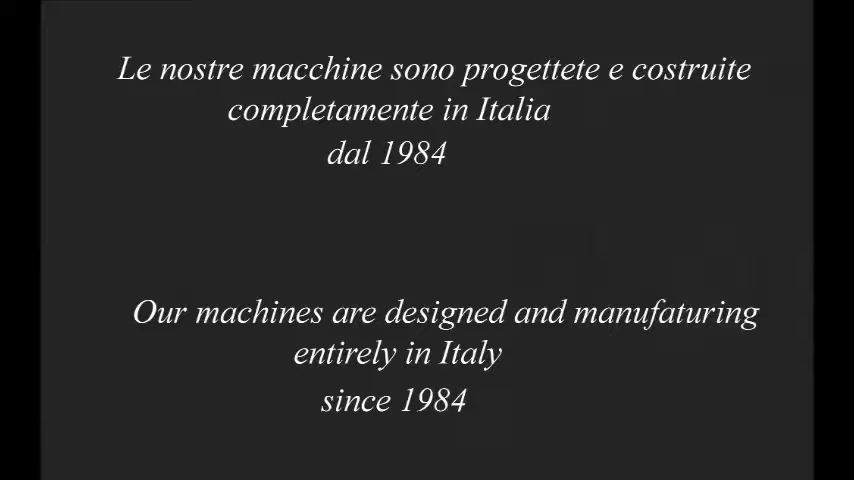 Le nostre macchine sono progettete e costruite
completamente in Italia
dal 1984
Our machines are designed and manufaturing
entirely in Italy
since 1984